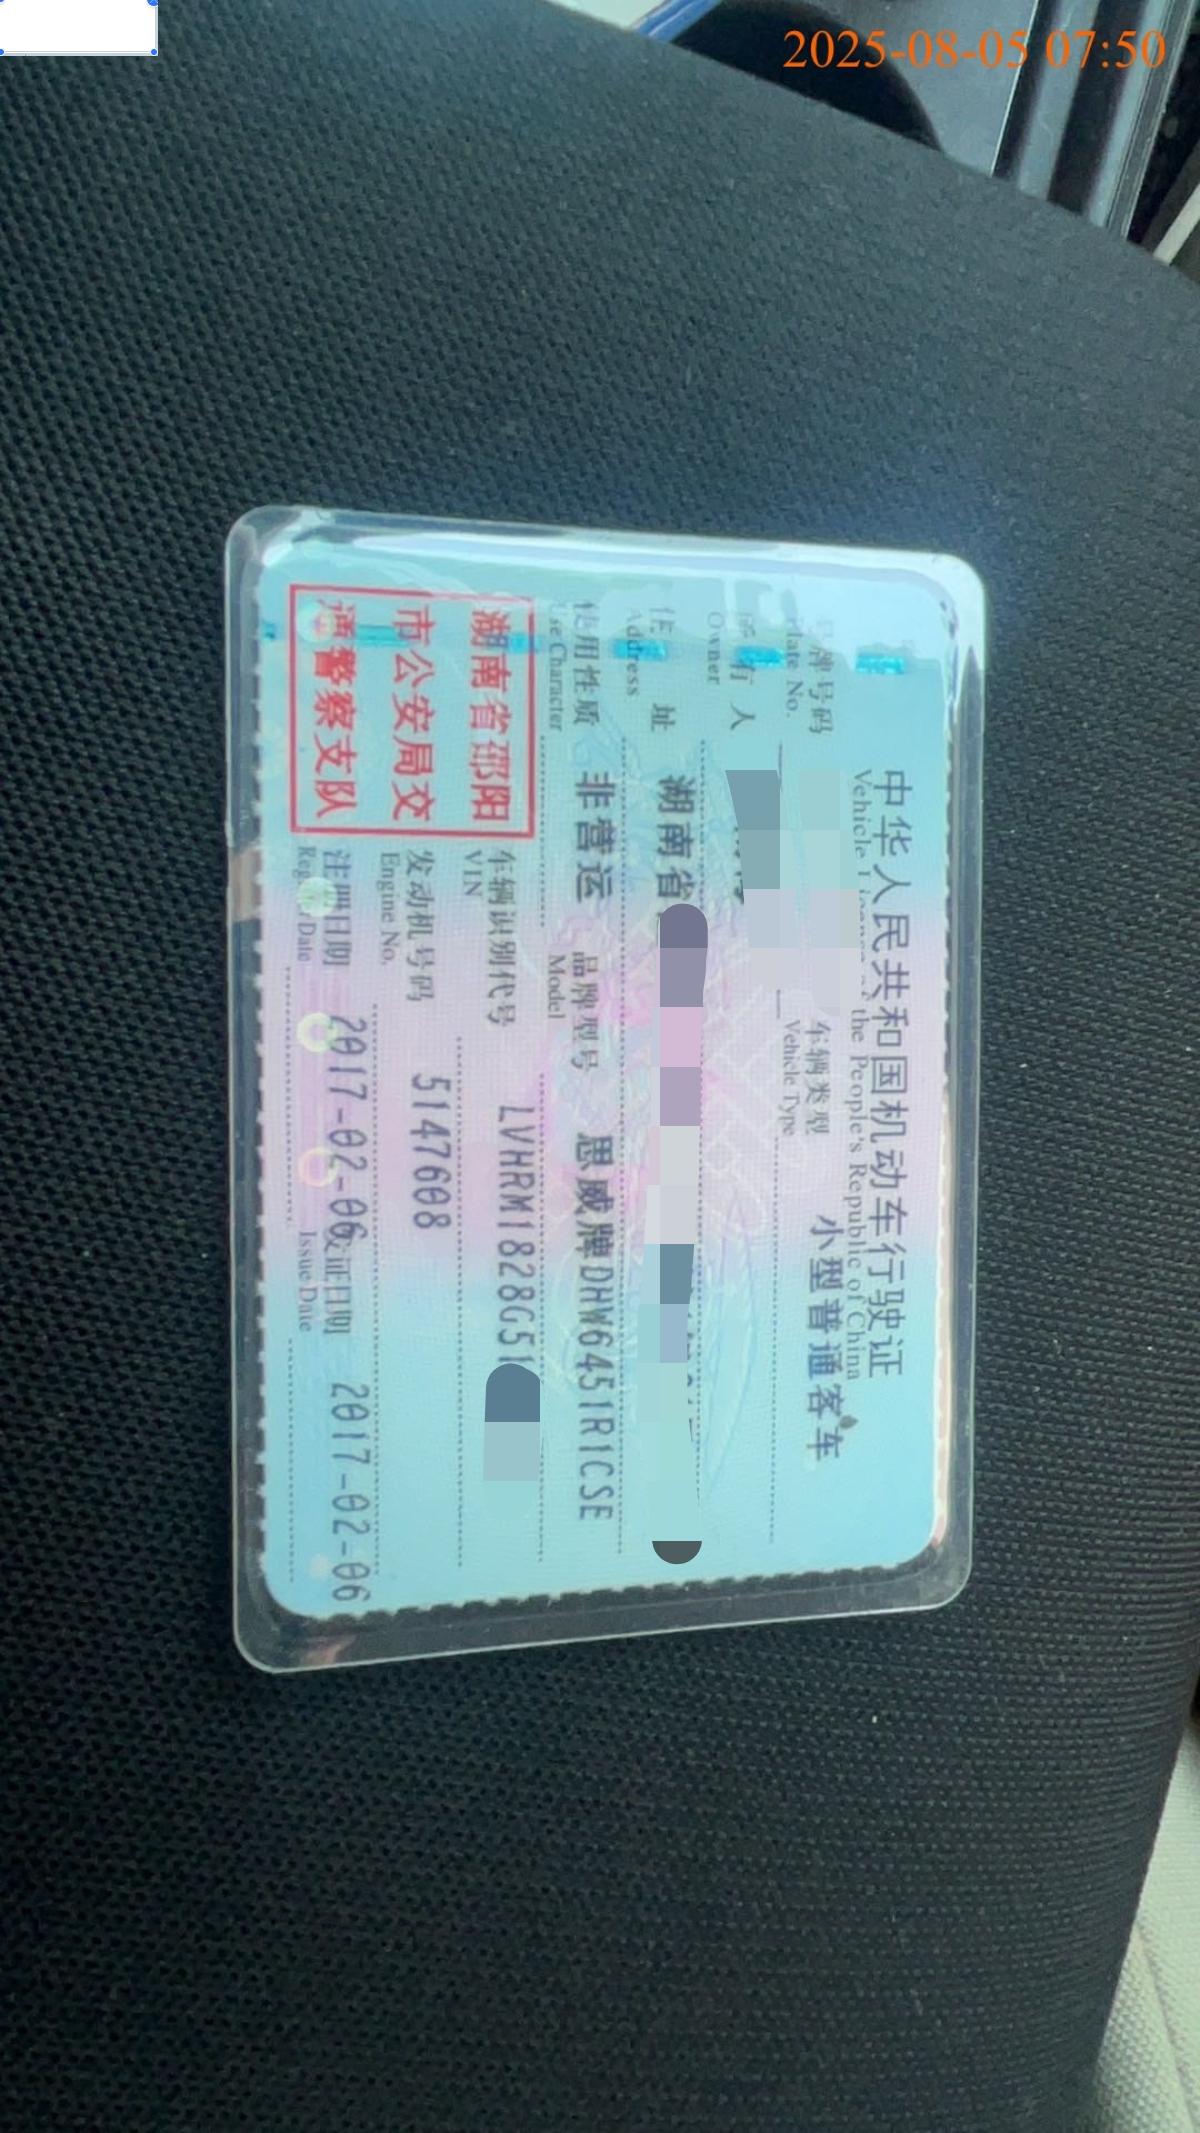 2025-08-05 07:50
中华人民共和国机动车行驶证
Vehicle License of the People's Republic of China
号牌号码
Plate No.
车辆类型 小型普通客车
Vehicle Type
所有人
Owner
住址 湖南省
Address
使用性质 非营运
Use Character
品牌型号 思威牌DHW6451R1CSE
Model
湖南省邵阳
市公安局交
通警察支队
车辆识别代号 LVHRM1828G51
VIN
发动机号码 5147608
Engine No.
注册日期 2017-02-06
Register Date
发证日期 2017-02-06
Issue Date